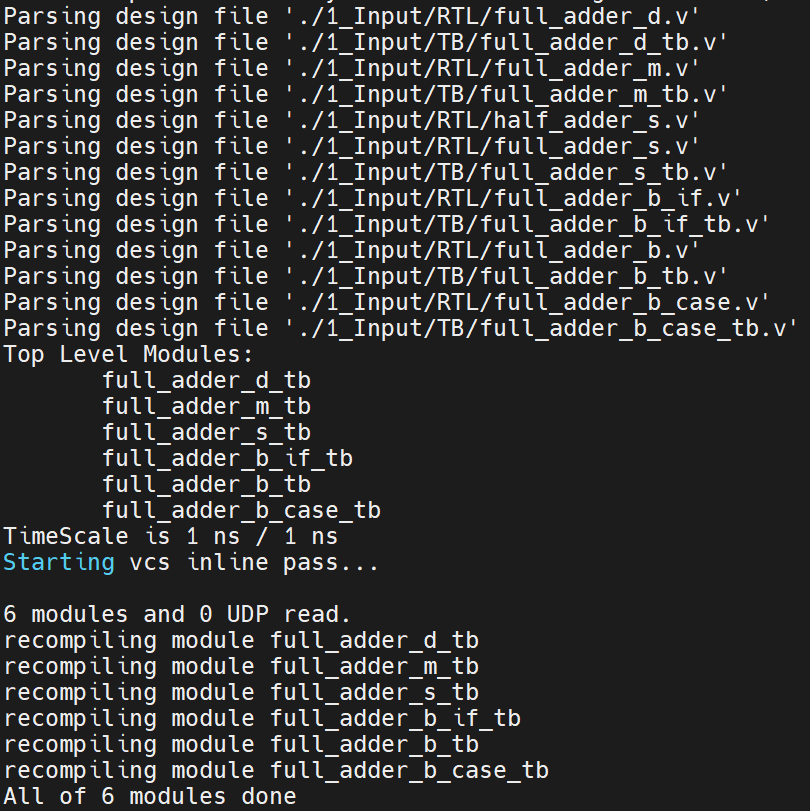 Parsing design file './1_Input/RTL/full_adder_d.v'
Parsing design file './1_Input/TB/full_adder_d_tb.v'
Parsing design file './1_Input/RTL/full_adder_m.v'
Parsing design file './1_Input/TB/full_adder_m_tb.v'
Parsing design file './1_Input/RTL/half_adder_s.v'
Parsing design file './1_Input/RTL/full_adder_s.v'
Parsing design file './1_Input/TB/full_adder_s_tb.v'
Parsing design file './1_Input/RTL/full_adder_b_if.v'
Parsing design file './1_Input/TB/full_adder_b_if_tb.v'
Parsing design file './1_Input/RTL/full_adder_b.v'
Parsing design file './1_Input/TB/full_adder_b_tb.v'
Parsing design file './1_Input/RTL/full_adder_b_case.v'
Parsing design file './1_Input/TB/full_adder_b_case_tb.v'
Top Level Modules:
full_adder_d_tb
full_adder_m_tb
full_adder_s_tb
full_adder_b_if_tb
full_adder_b_tb
full_adder_b_case_tb
TimeScale is 1 ns / 1 ns
Starting vcs inline pass...
6 modules and 0 UDP read.
recompiling module full_adder_d_tb
recompiling module full_adder_m_tb
recompiling module full_adder_s_tb
recompiling module full_adder_b_if_tb
recompiling module full_adder_b_tb
recompiling module full_adder_b_case_tb
All of 6 modules done